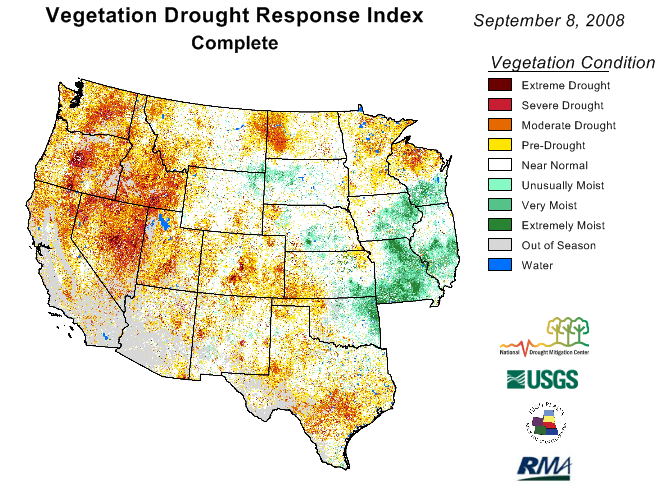 Vegetation Drought Response Index
Complete
September 8, 2008
Vegetation Condition
Extreme Drought
Severe Drought
Moderate Drought
Pre-Drought
Near Normal
Unusually Moist
Very Moist
Extremely Moist
Out of Season
Water
National Drought Mitigation Center
USGS
RMA